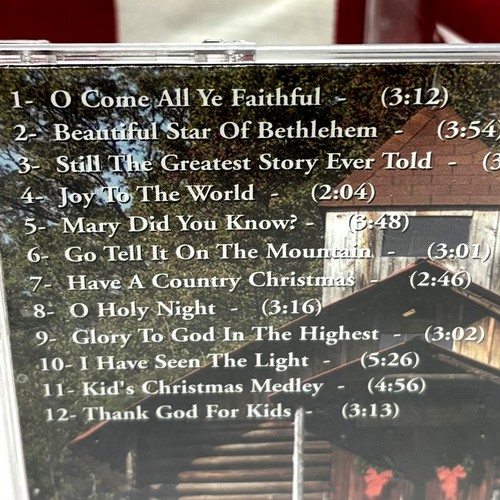 1- O Come All Ye Faithful - (3:12)
2- Beautiful Star Of Bethlehem - (3:54)
3- Still The Greatest Story Ever Told - (3
4- Joy To The World - (2:04)
5- Mary Did You Know? - (3:48)
6- Go Tell It On The Mountain - (3:01)
7- Have A Country Christmas - (2:46)
8- O Holy Night - (3:16)
9- Glory To God In The Highest - (3:02)
10- I Have Seen The Light - (5:26)
11- Kid's Christmas Medley - (4:56)
12- Thank God For Kids - (3:13)